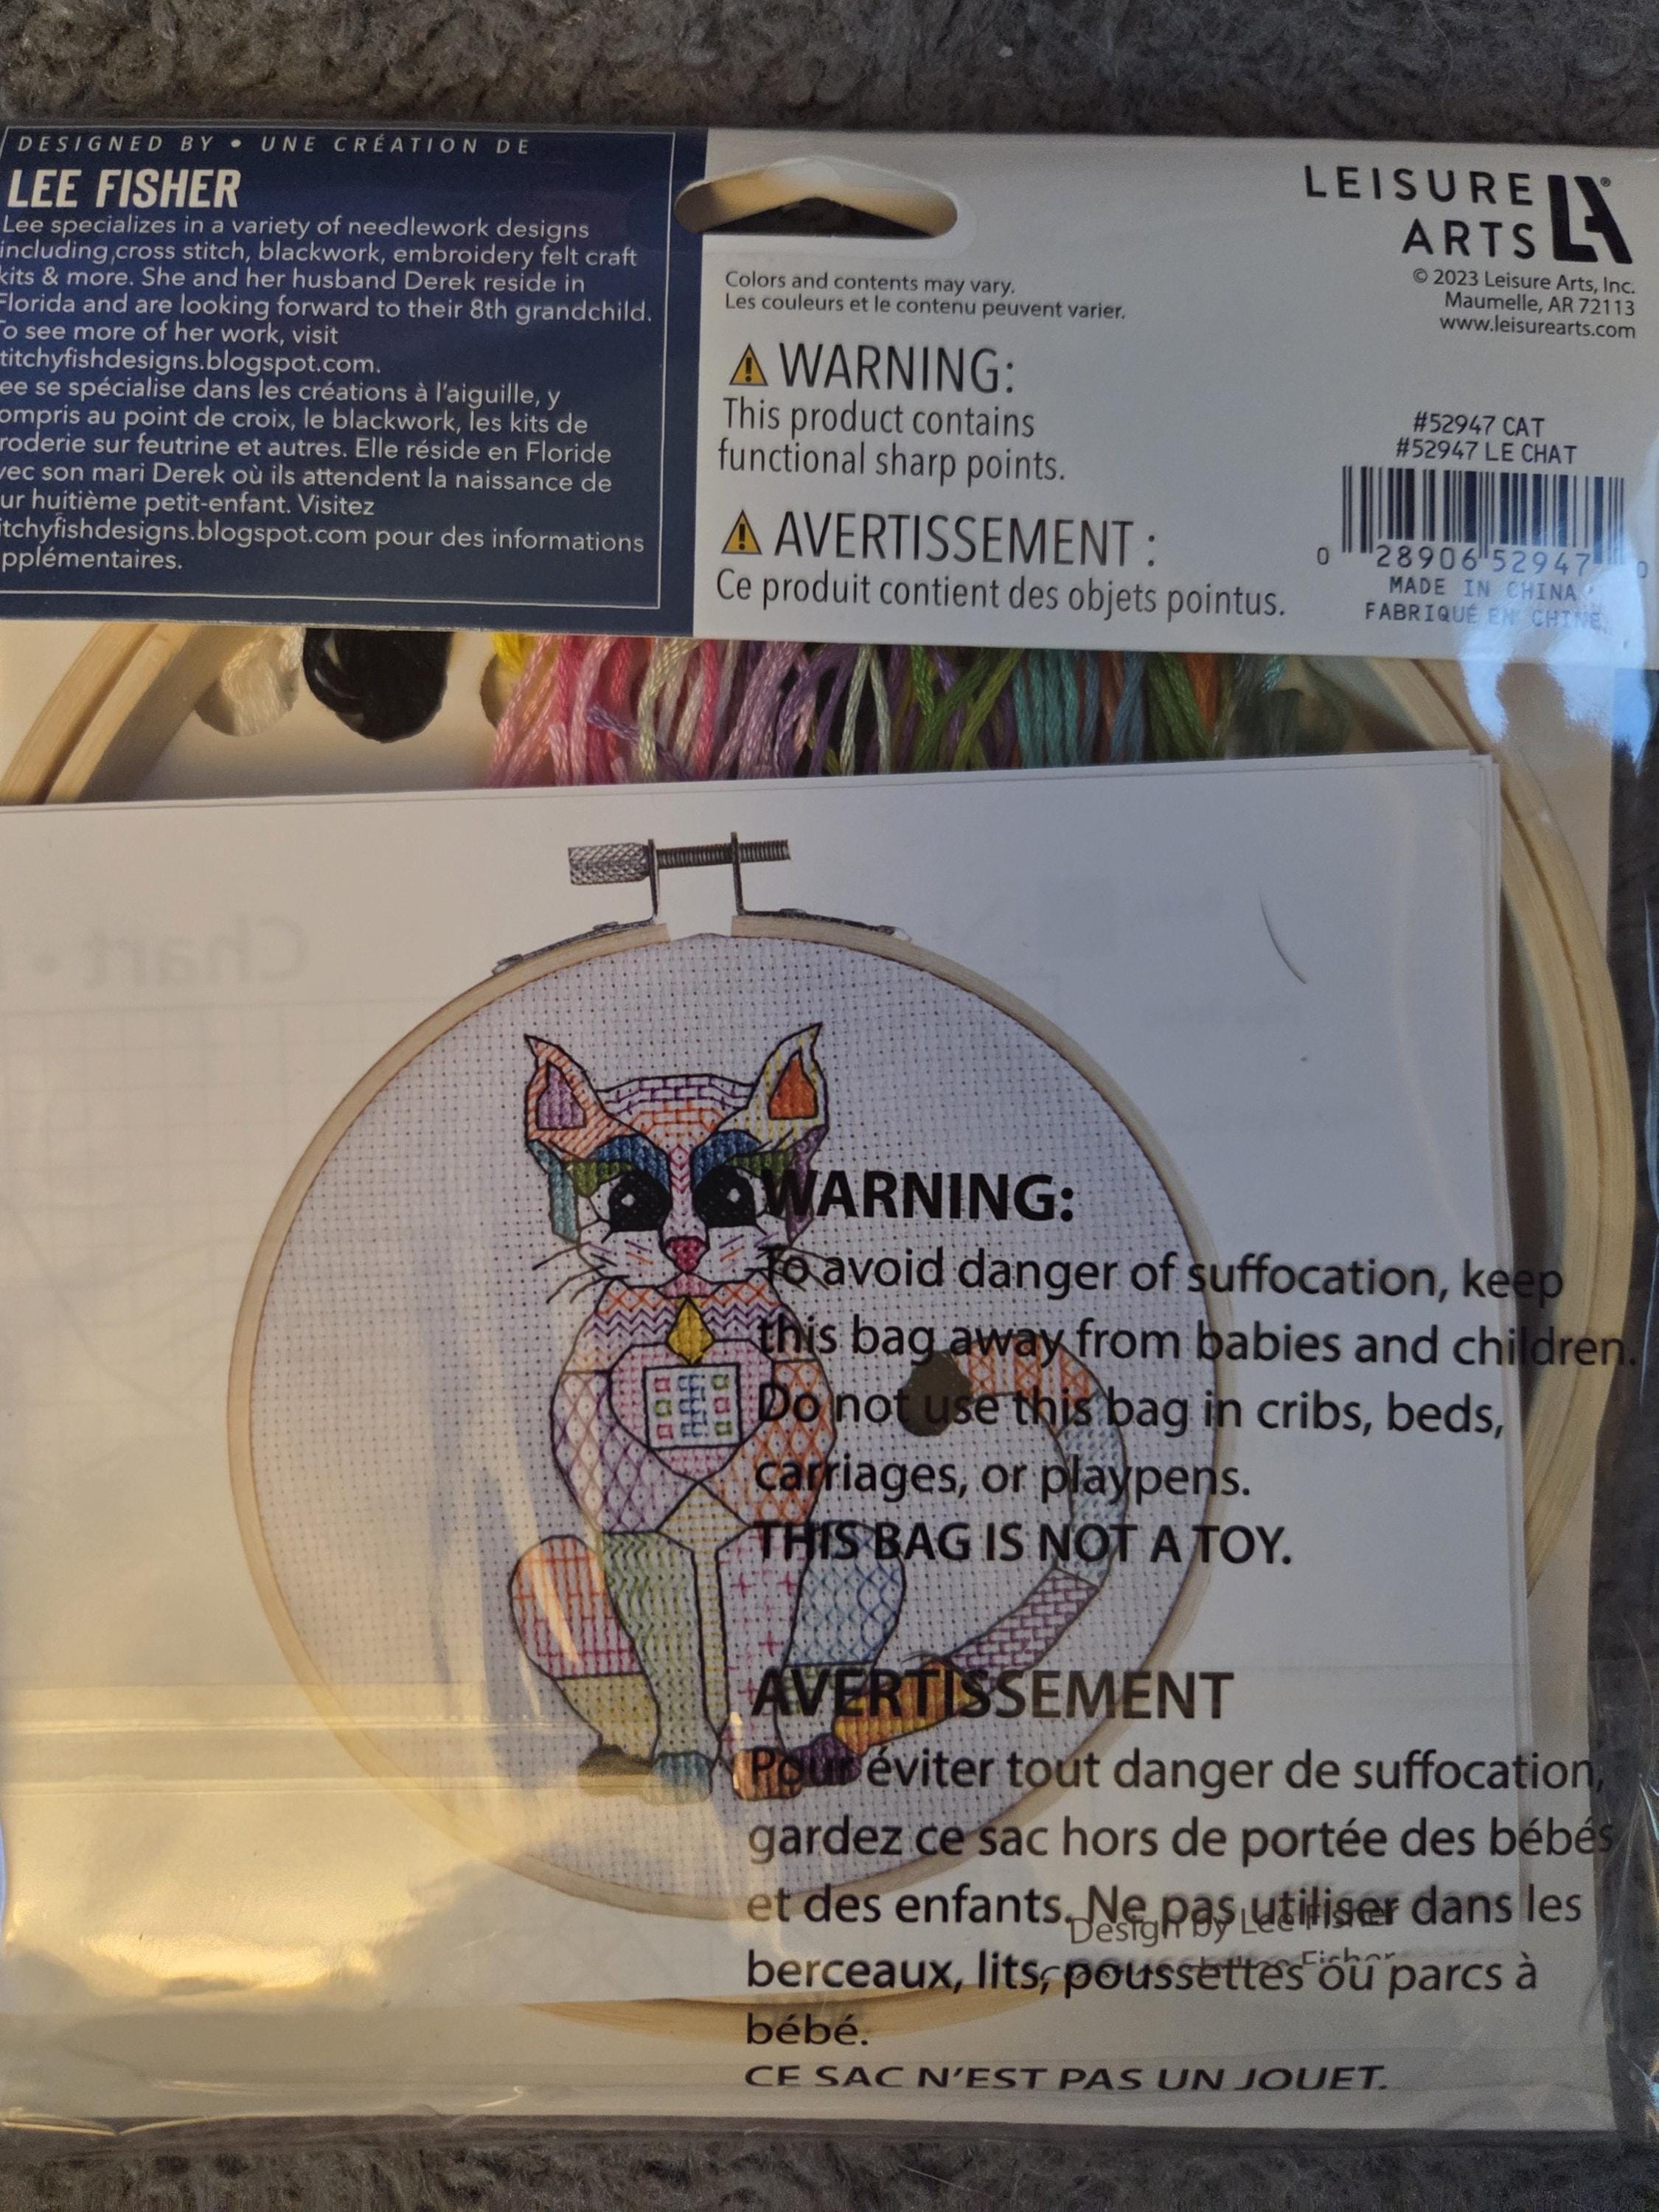 DESIGNED BY • UNE CRÉATION DE
LEE FISHER
Lee specializes in a variety of needlework designs
including cross stitch, blackwork, embroidery felt craft
kits & more. She and her husband Derek reside in
Florida and are looking forward to their 8th grandchild.
To see more of her work, visit
titchyfishdesigns.blogspot.com.
ee se spécialise dans les créations à l'aiguille, y
ompris au point de croix, le blackwork, les kits de
roderie sur feutrine et autres. Elle réside en Floride
vec son mari Derek où ils attendent la naissance de
ur huitième petit-enfant. Visitez
itchyfishdesigns.blogspot.com pour des informations
pplémentaires.
Colors and contents may vary.
Les couleurs et le contenu peuvent varier.
WARNING:
This product contains
functional sharp points.
AVERTISSEMENT :
Ce produit contient des objets pointus.
LEISURE
ARTS LA®
© 2023 Leisure Arts, Inc.
Maumelle, AR 72113
www.leisurearts.com
#52947 CAT
#52947 LE CHAT
0 28906 52947 0
MADE IN CHINA
FABRIQUÉ EN CHINE
Chart •
WARNING:
To avoid danger of suffocation, keep
this bag away from babies and children.
Do not use this bag in cribs, beds,
carriages, or playpens.
THIS BAG IS NOT A TOY.
AVERTISSEMENT
Pour éviter tout danger de suffocation,
gardez ce sac hors de portée des bébés
et des enfants. Ne pas utiliser dans les
Design by Lee Fisher
berceaux, lits, poussettes ou parcs à
Fisher
bébé.
CE SAC N'EST PAS UN JOUET.